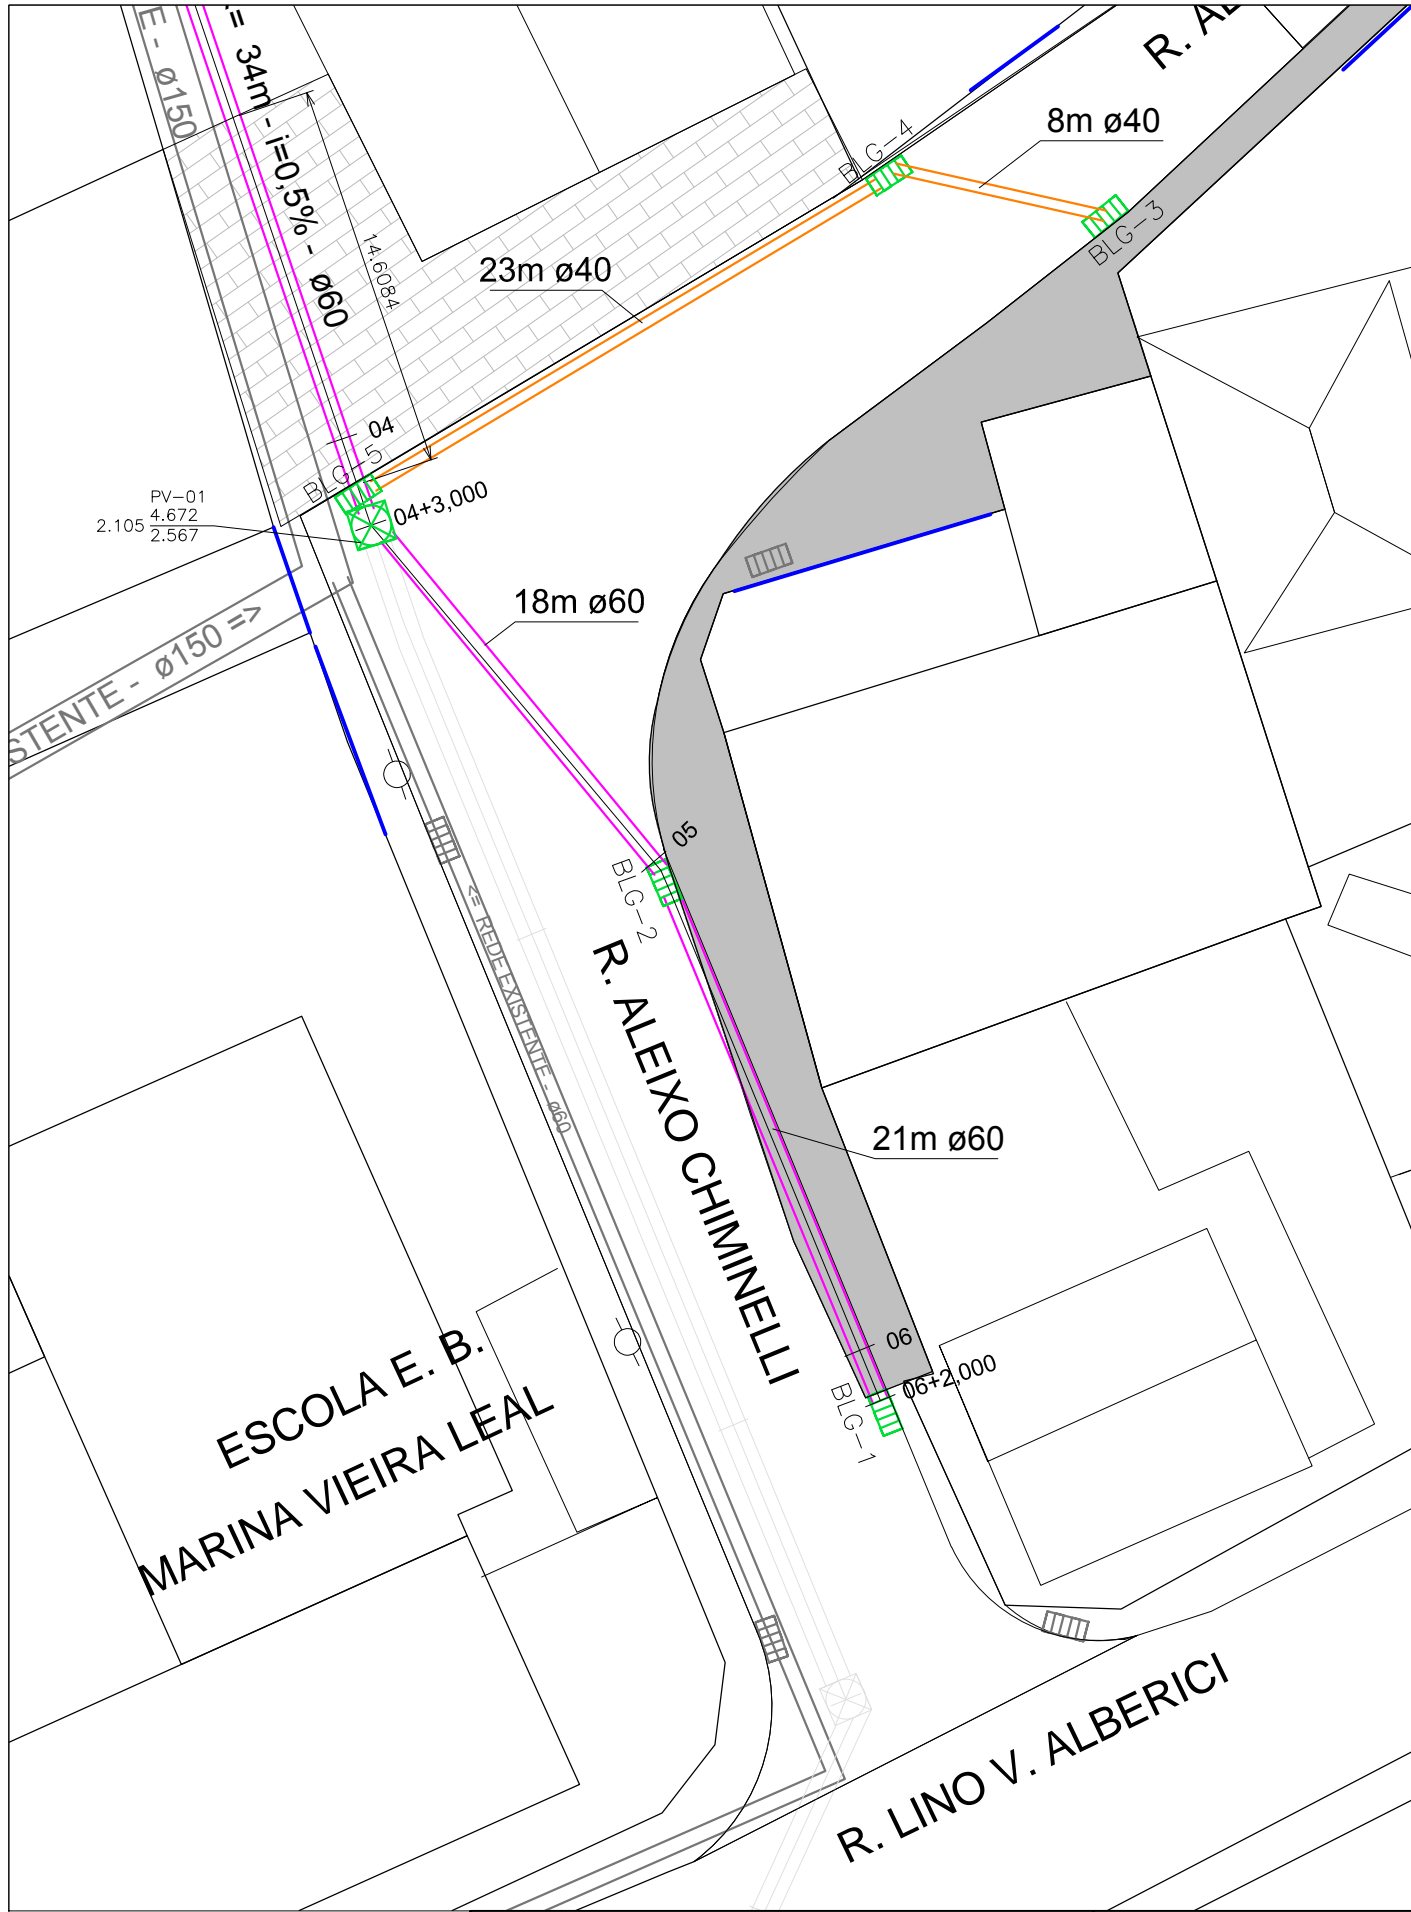 E - ø150
<= 34m - i=0,5% - ø60
R. AL
8m ø40
BLG-4
BLG-3
23m ø40
14.6084
04
BLG-5
04+3,000
PV-01
4.672
2.105
2.567
18m ø60
STENTE - ø150 =>
05
BLG-2
<= REDE EXISTENTE - ø60
R. ALEIXO CHIMINELLI
21m ø60
06
06+2,000
BLG-1
ESCOLA E. B.
MARINA VIEIRA LEAL
R. LINO V. ALBERICI